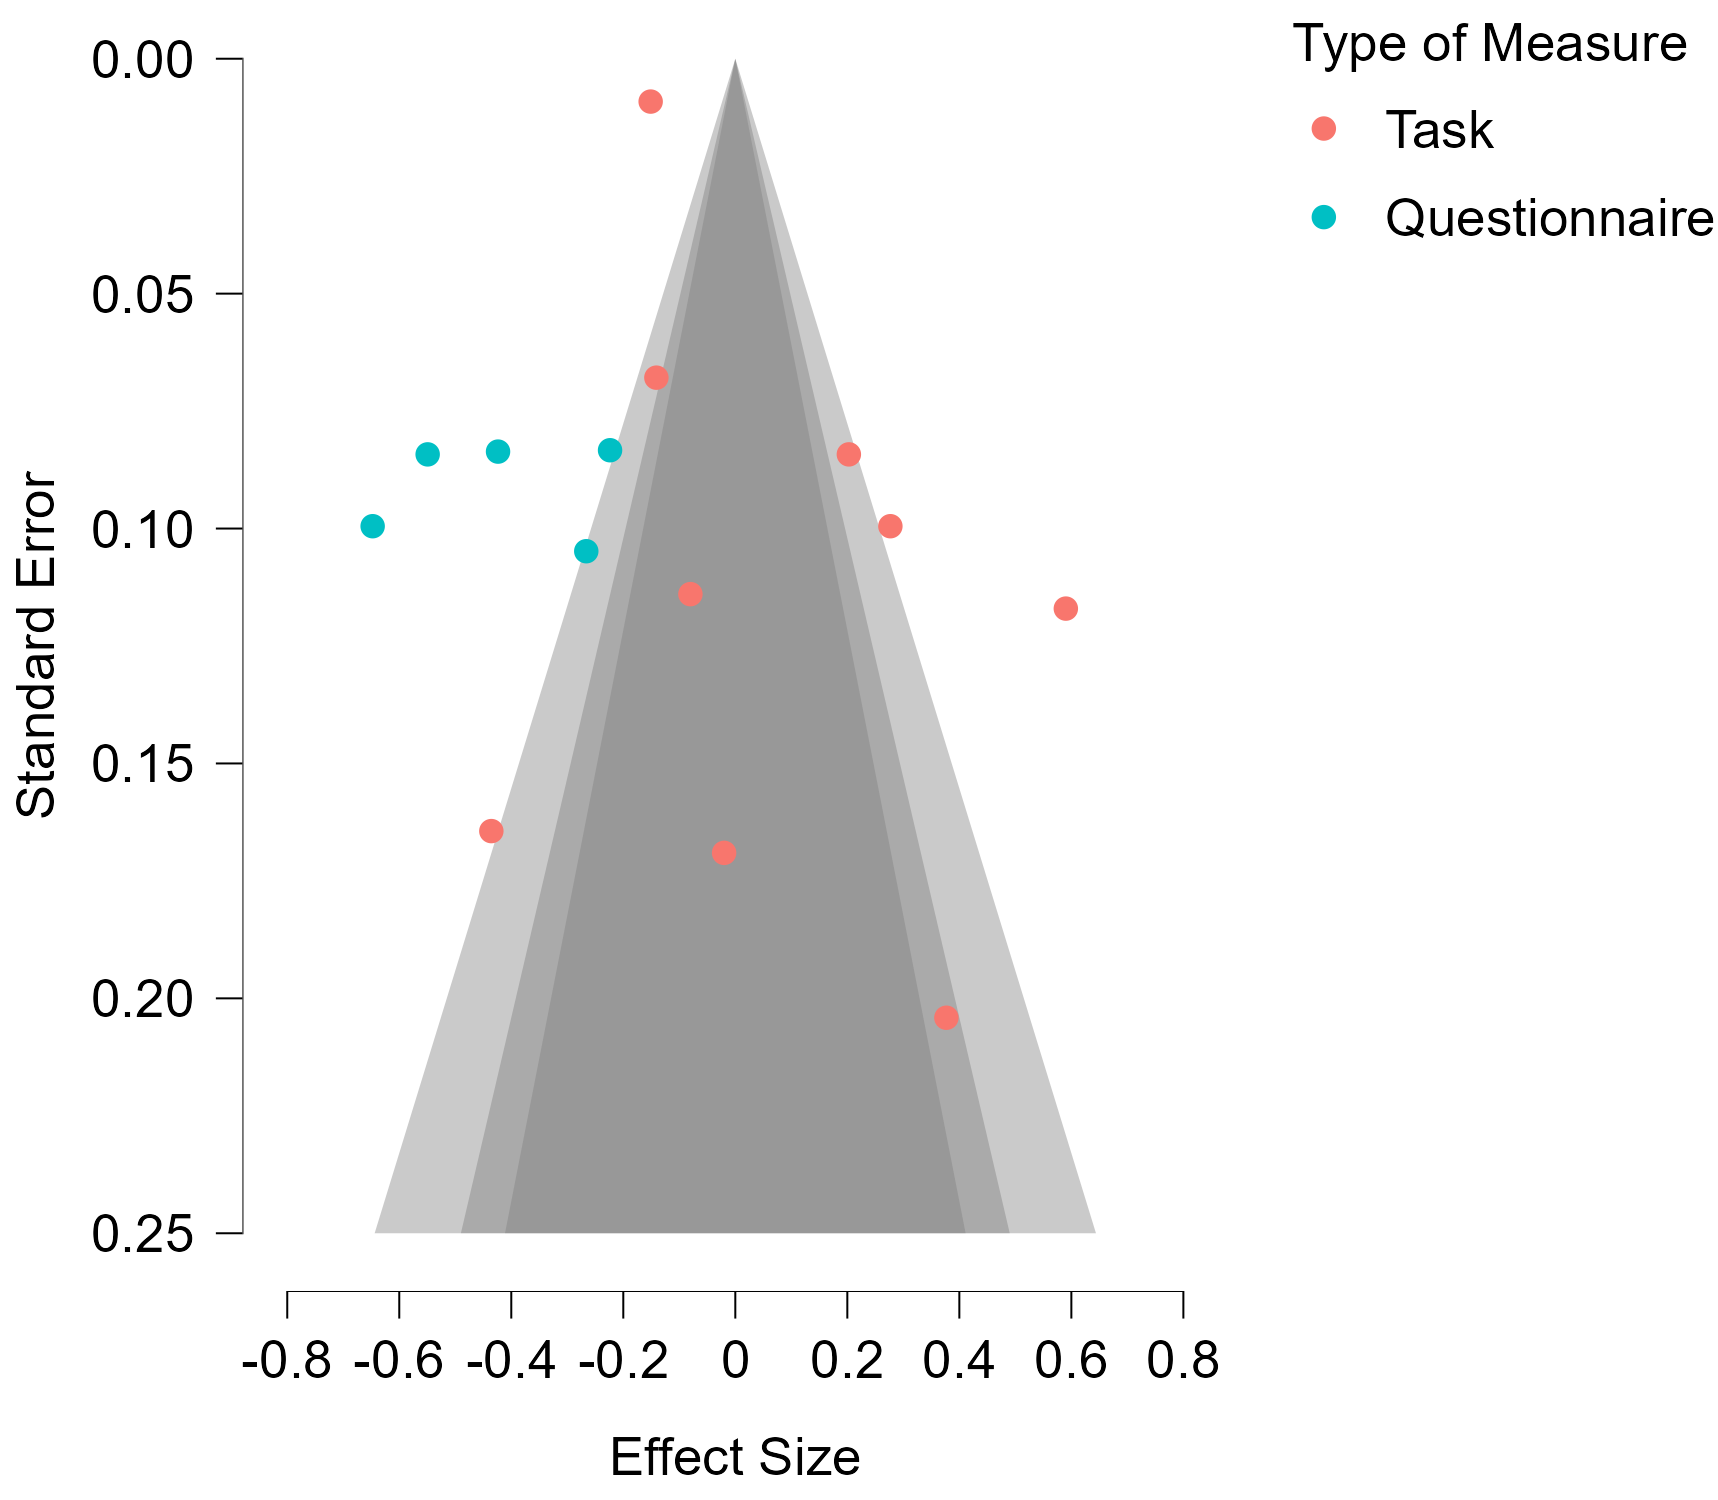 Type of Measure
Task
Questionnaire
Standard Error
0.00
0.05
0.10
0.15
0.20
0.25
-0.8 -0.6 -0.4 -0.2 0 0.2 0.4 0.6 0.8
Effect Size